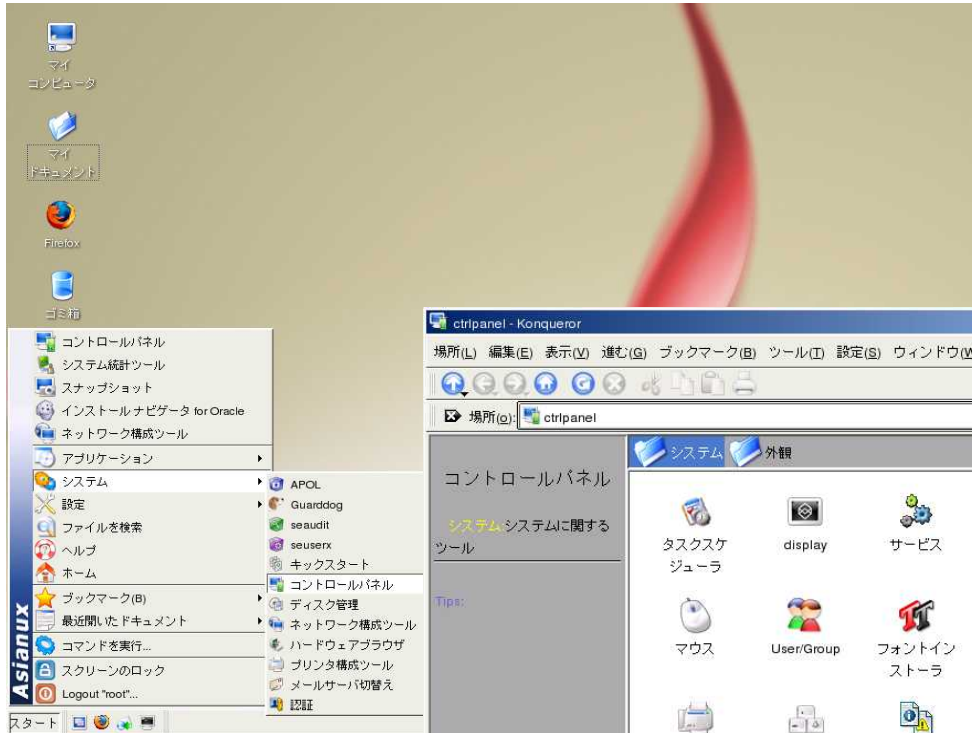 マイ
コンピュータ
マイ
ドキュメント
Firefox
ゴミ箱
コントロールパネル
システム統計ツール
スナップショット
インストール ナビゲータ for Oracle
ネットワーク構成ツール
アプリケーション
システム
設定
ファイルを検索
ヘルプ
ホーム
ブックマーク(B)
最近開いたドキュメント
コマンドを実行...
スクリーンのロック
Logout "root"...
Asianux
スタート
APOL
Guarddog
seaudit
seuserx
キックスタート
コントロールパネル
ディスク管理
ネットワーク構成ツール
ハードウェアブラウザ
プリンタ構成ツール
メールサーバ切替え
認証
ctrlpanel - Konqueror
場所(L) 編集(E) 表示(V) 進む(G) ブックマーク(B) ツール(T) 設定(S) ウィンドウ(W
場所(o): ctrlpanel
コントロールパネル
システム:システムに関する
ツール
Tips:
システム 外観
タスクスケ
ジューラ
display
サービス
マウス
User/Group
フォントイン
ストーラ